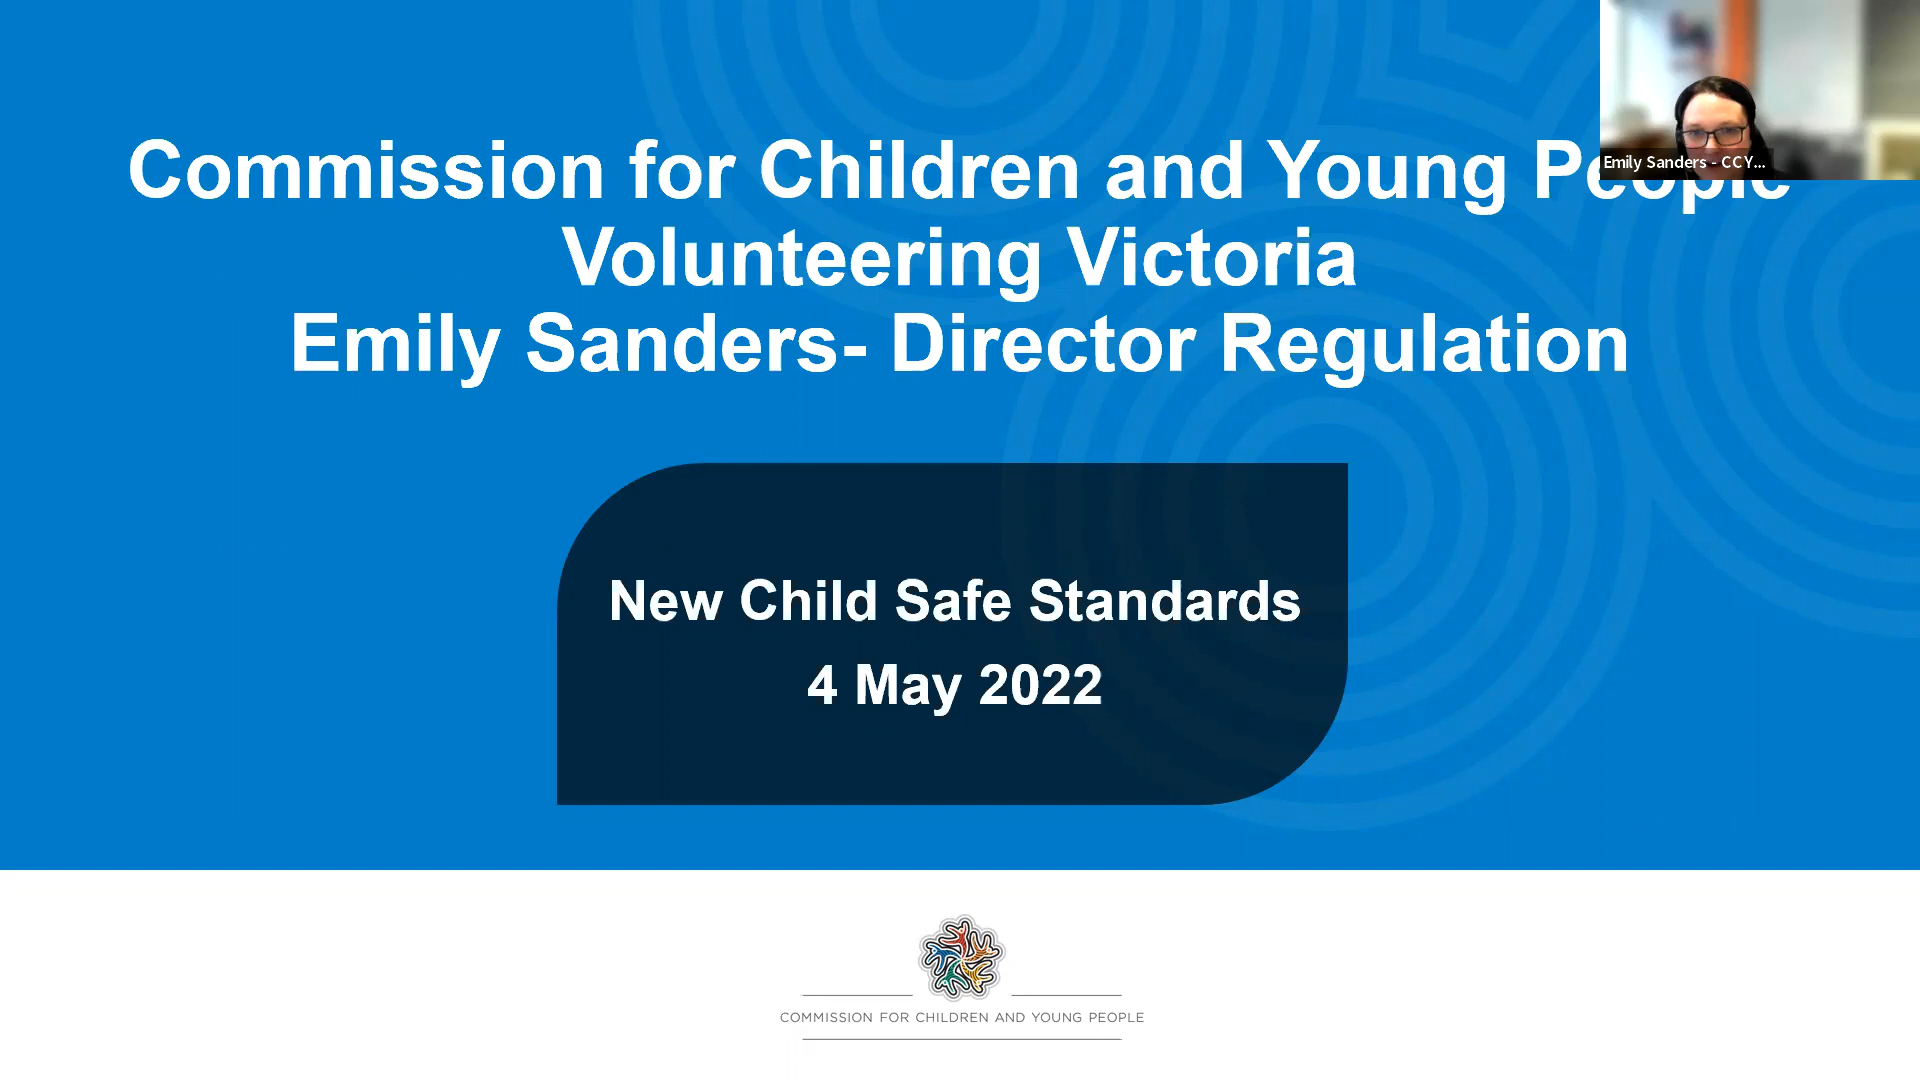 Commission for Children and Young People
Volunteering Victoria
Emily Sanders- Director Regulation
Emily Sanders - CCY...
New Child Safe Standards
4 May 2022
COMMISSION FOR CHILDREN AND YOUNG PEOPLE